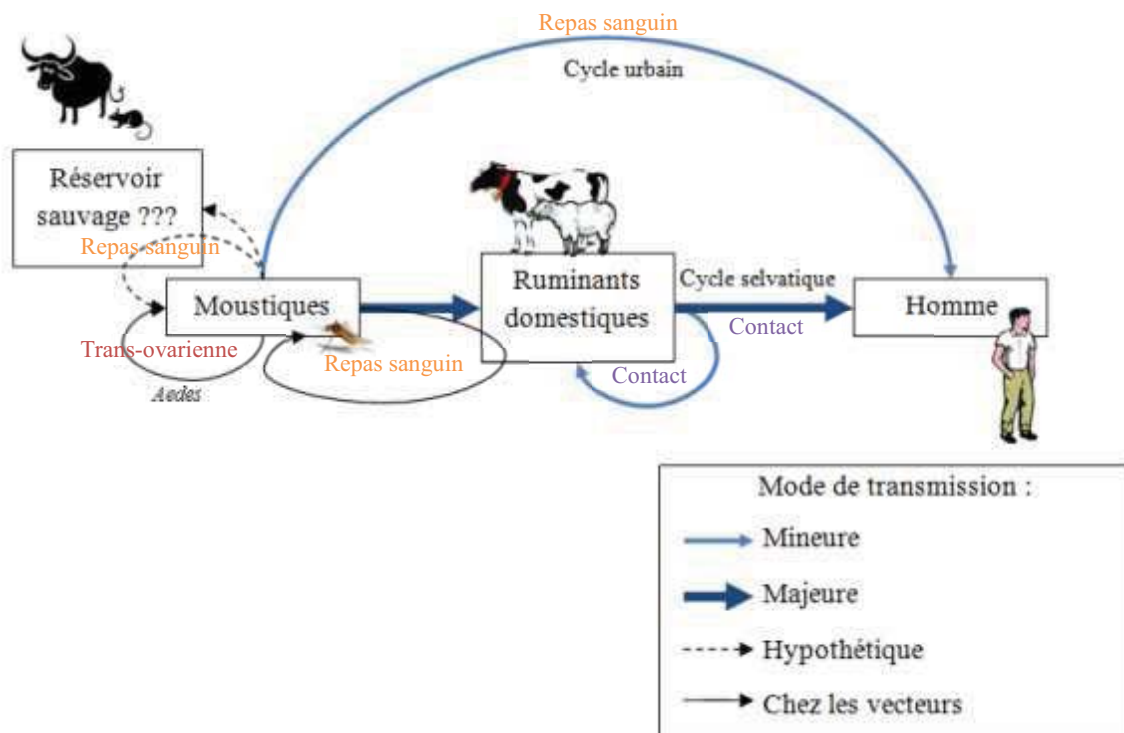 Repas sanguin
Cycle urbain
Réservoir
sauvage ???
Repas sanguin
Moustiques
Ruminants
domestiques
Cycle selvatique
Homme
Contact
Trans-ovarienne
Repas sanguin
Contact
Aedes
Mode de transmission :
Mineure
Majeure
Hypothétique
Chez les vecteurs